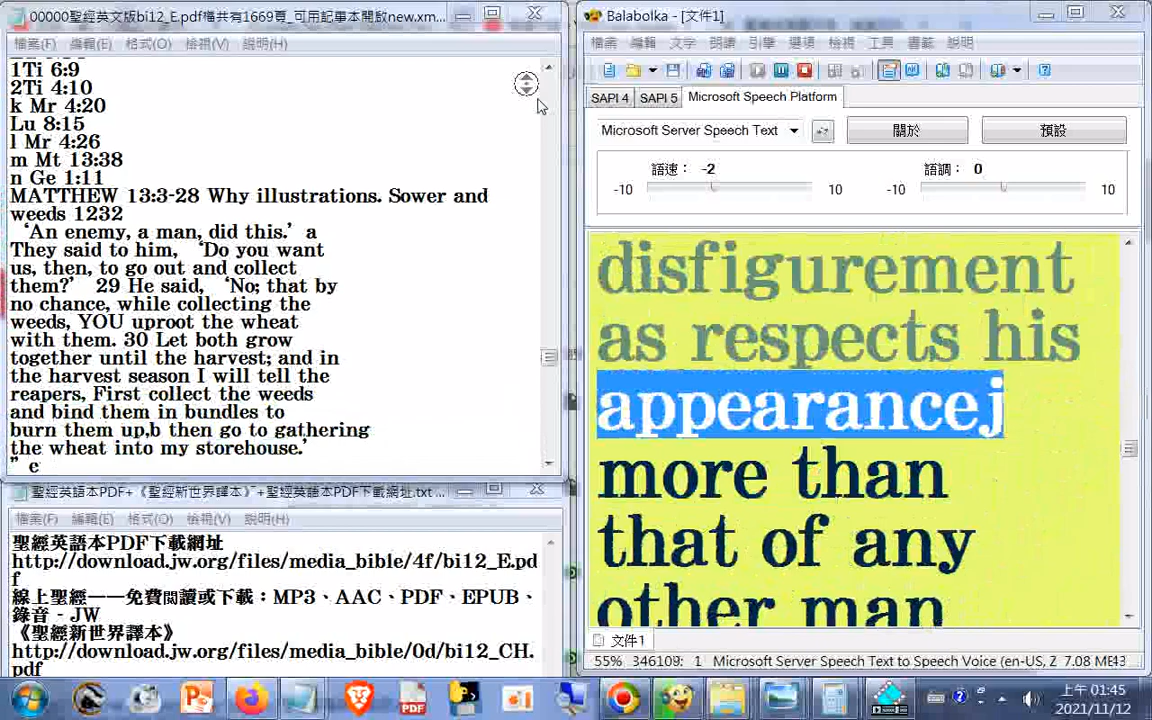 00000聖經英文版bi12_E.pdf檔共有1669頁_可用記事本開啟new.xm...
檔案(F) 編輯(E) 格式(O) 檢視(V) 說明(H)
1Ti 6:9
2Ti 4:10
k Mr 4:20
Lu 8:15
l Mr 4:26
m Mt 13:38
n Ge 1:11
MATTHEW 13:3-28 Why illustrations. Sower and
weeds 1232
‘An enemy, a man, did this.’ a
They said to him, ‘Do you want
us, then, to go out and collect
them?’ 29 He said, ‘No; that by
no chance, while collecting the
weeds, YOU uproot the wheat
with them. 30 Let both grow
together until the harvest; and in
the harvest season I will tell the
reapers, First collect the weeds
and bind them in bundles to
burn them up,b then go to gathering
the wheat into my storehouse.’
” e
聖經英語本PDF+《聖經新世界譯本》+聖經英語本PDF下載網址.txt ...
檔案(F) 編輯(E) 格式(O) 檢視(V) 說明(H)
聖經英語本PDF下載網址
http://download.jw.org/files/media_bible/4f/bi12_E.pd
f
線上聖經——免費閱讀或下載：MP3、AAC、PDF、EPUB、
錄音 - JW
《聖經新世界譯本》
http://download.jw.org/files/media_bible/0d/bi12_CH.
pdf
Balabolka - [文件1]
檔案 編輯 文字 朗讀 引擎 選項 檢視 工具 書籤 說明
SAPI 4 SAPI 5 Microsoft Speech Platform
Microsoft Server Speech Text 關於 預設
語速： -2 語調： 0
-10 10 -10 10
disfigurement
as respects his
appearancej
more than
that of any
other man
文件1
55% 346109: 1 Microsoft Server Speech Text to Speech Voice (en-US, Z 7.08 ME43
上午 01:45
2021/11/12